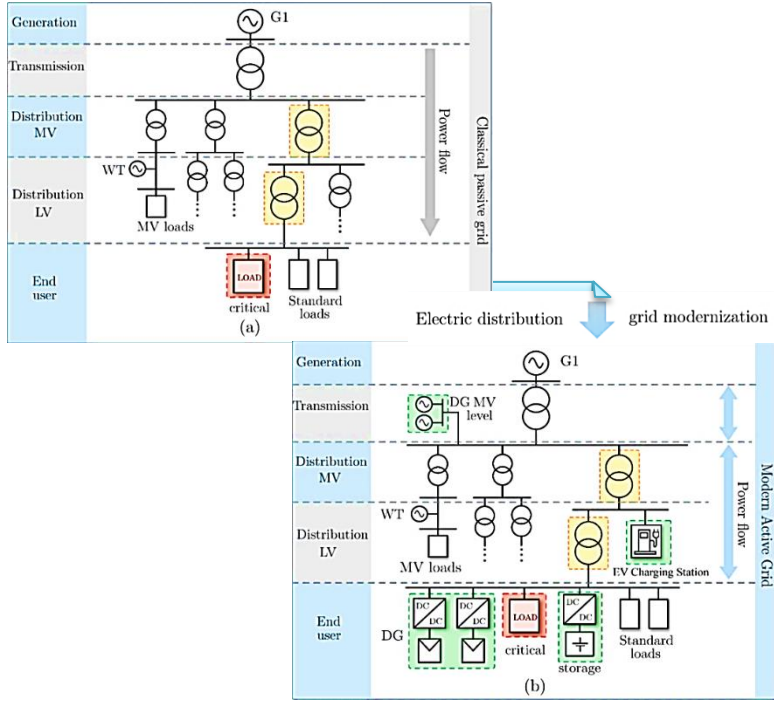 Generation
G1
Transmission
Distribution
MV
WT
Distribution
LV
MV loads
Power flow
Classical passive grid
End
user
LOAD
critical
Standard
loads
(a)
Electric distribution
grid modernization
Generation
G1
Transmission
DG MV
level
Distribution
MV
WT
Distribution
LV
MV loads
EV Charging Station
Power flow
Modern Active Grid
End
user
DG
DC
DC
DC
DC
LOAD
critical
DC
DC
storage
Standard
loads
(b)